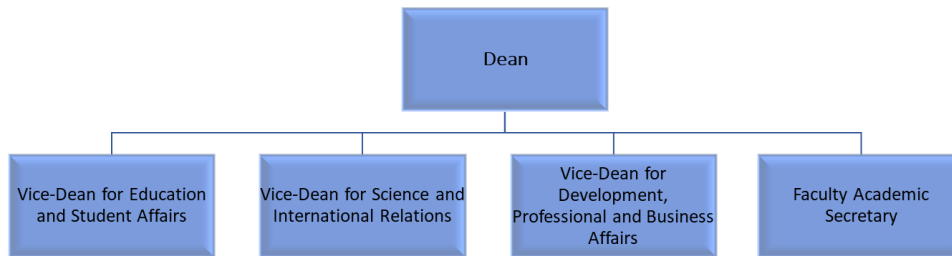 Dean
Vice-Dean for Education
and Student Affairs
Vice-Dean for Science and
International Relations
Vice-Dean for
Development,
Professional and Business
Affairs
Faculty Academic
Secretary